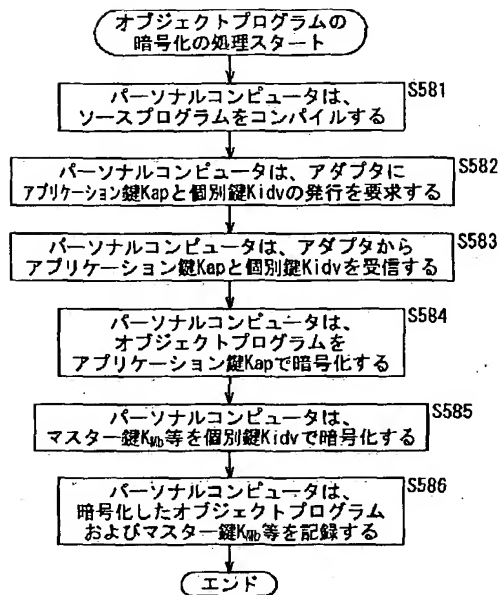 オブジェクトプログラムの
暗号化の処理スタート
S581
パーソナルコンピュータは、
ソースプログラムをコンパイルする
S582
パーソナルコンピュータは、アダプタに
アプリケーション鍵Kapと個別鍵Kidvの発行を要求する
S583
パーソナルコンピュータは、アダプタから
アプリケーション鍵Kapと個別鍵Kidvを受信する
S584
パーソナルコンピュータは、
オブジェクトプログラムを
アプリケーション鍵Kapで暗号化する
S585
パーソナルコンピュータは、
マスター鍵KMb等を個別鍵Kidvで暗号化する
S586
パーソナルコンピュータは、
暗号化したオブジェクトプログラム
およびマスター鍵KMb等を記録する
エンド